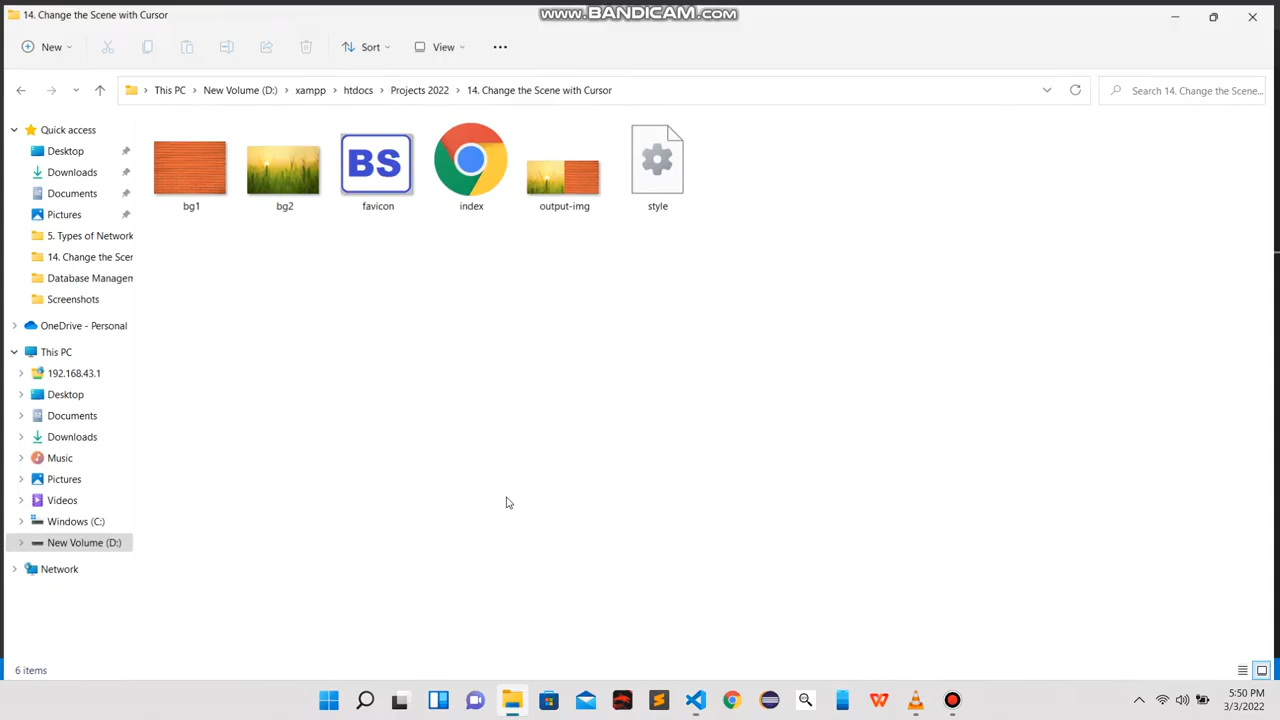 14. Change the Scene with Cursor
WWW.BANDICAM.COM
New
Sort
View
This PC
New Volume (D:)
xampp
htdocs
Projects 2022
14. Change the Scene with Cursor
Search 14. Change the Scene...
Quick access
Desktop
Downloads
Documents
Pictures
5. Types of Network
14. Change the Scer
Database Managem
Screenshots
OneDrive - Personal
This PC
192.168.43.1
Desktop
Documents
Downloads
Music
Pictures
Videos
Windows (C:)
New Volume (D:)
Network
BS
bg1
bg2
favicon
index
output-img
style
6 items
5:50 PM
3/3/2022